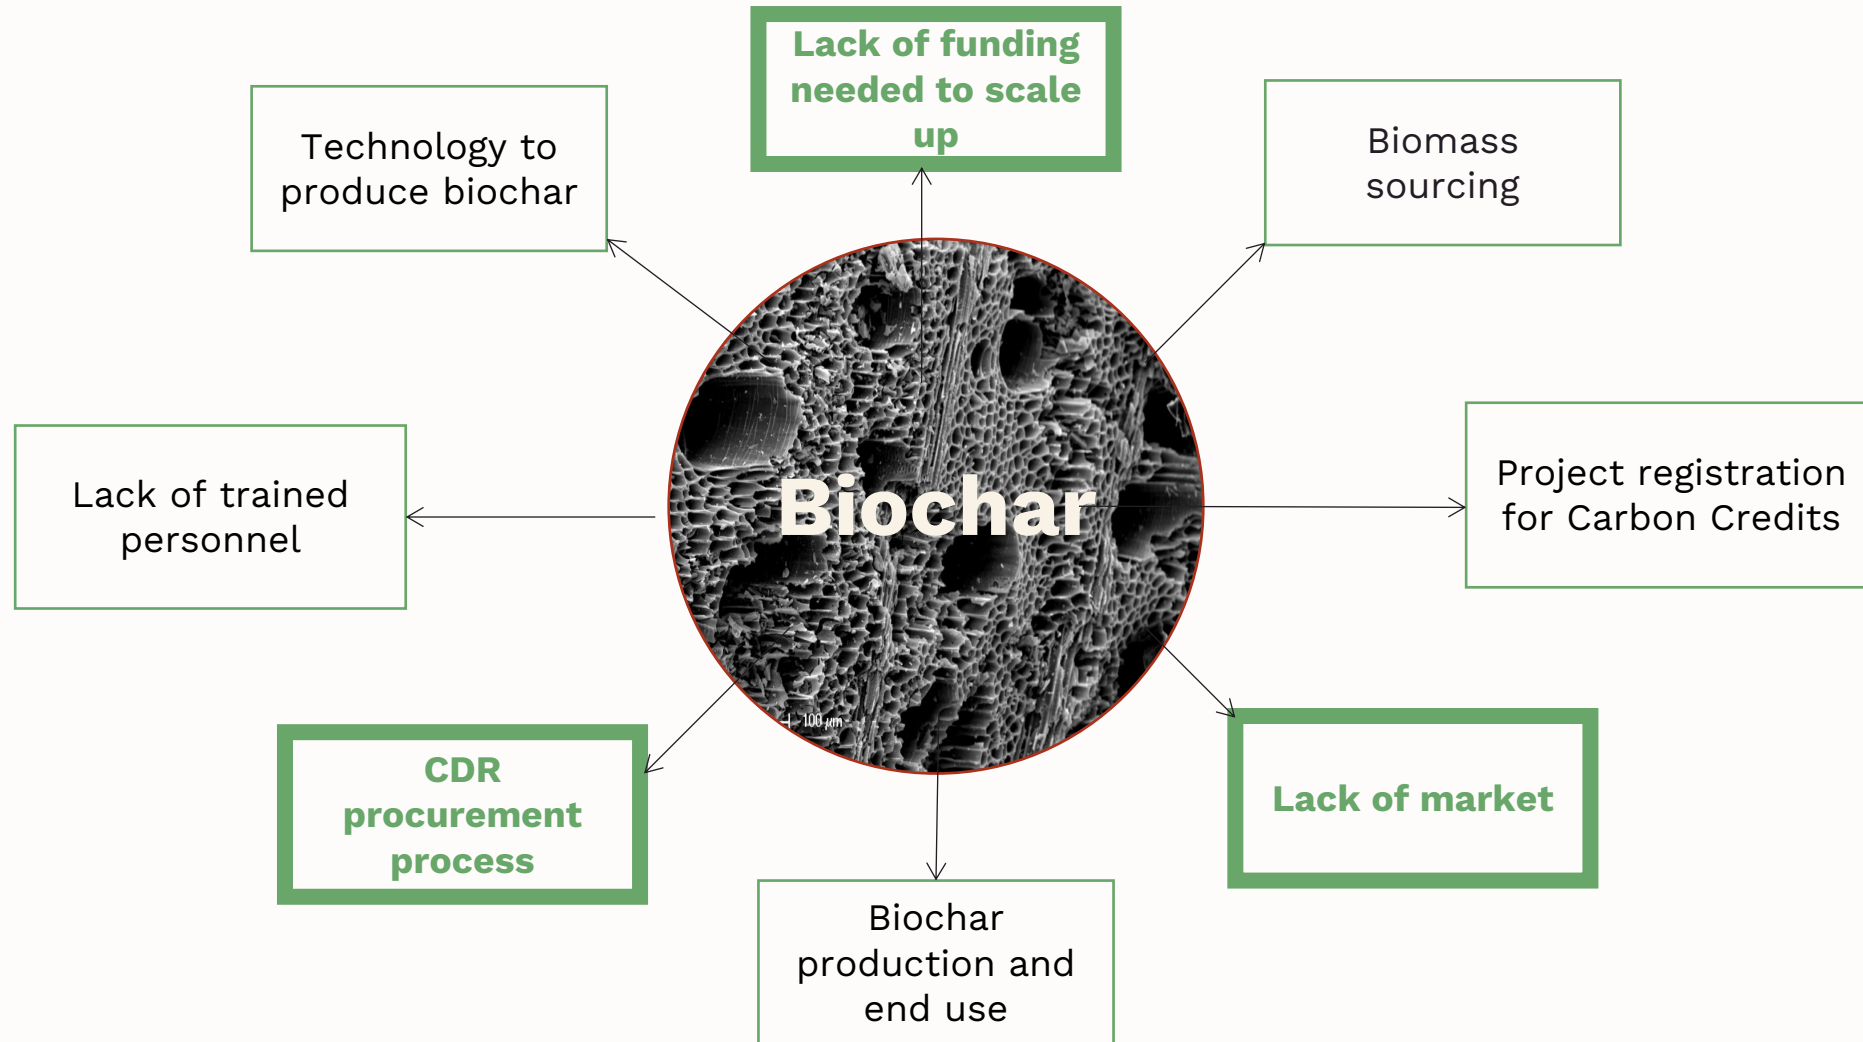 Lack of funding
needed to scale
up
Technology to
produce biochar
Biomass
sourcing
Lack of trained
personnel
Biochar
Project registration
for Carbon Credits
100 µm
CDR
procurement
process
Lack of market
Biochar
production and
end use